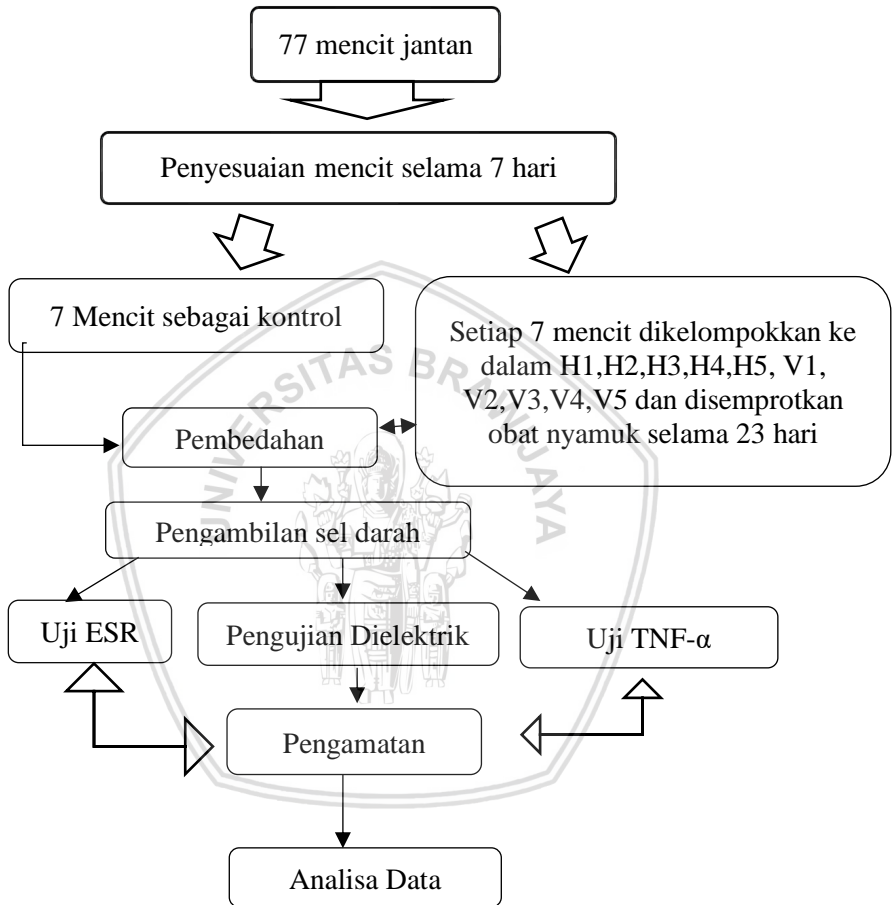 77 mencit jantan
Penyesuaian mencit selama 7 hari
7 Mencit sebagai kontrol
Setiap 7 mencit dikelompokkan ke
dalam H1,H2,H3,H4,H5, V1,
V2,V3,V4,V5 dan disemprotkan
obat nyamuk selama 23 hari
UNIVERSITAS BRAWIJAYA
Pembedahan
Pengambilan sel darah
Uji ESR
Pengujian Dielektrik
Uji TNF-α
Pengamatan
Analisa Data